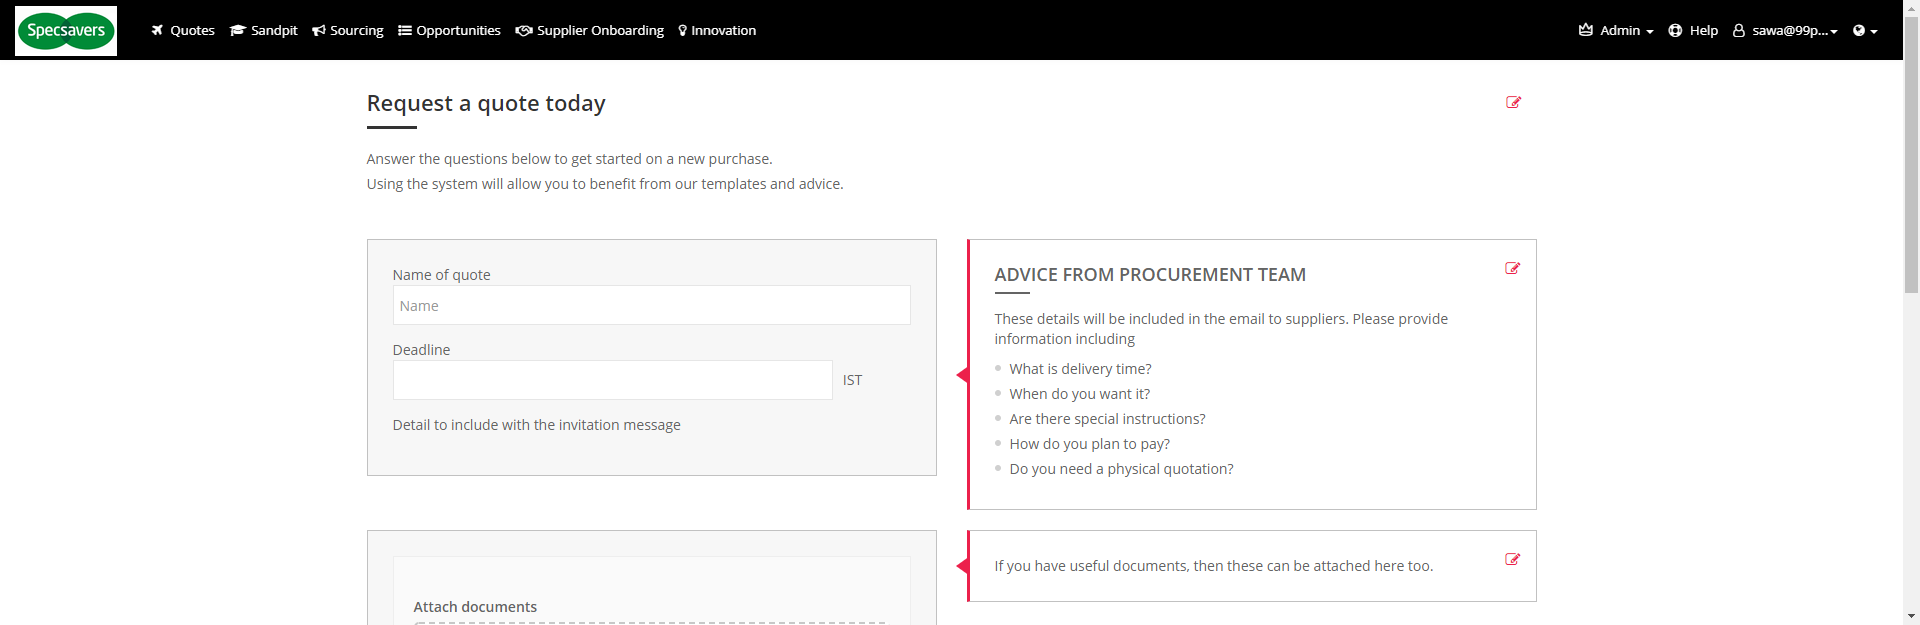 Specsavers
Quotes Sandpit Sourcing Opportunities Supplier Onboarding Innovation
Admin Help sawa@99p...
Request a quote today
Answer the questions below to get started on a new purchase.
Using the system will allow you to benefit from our templates and advice.
Name of quote
Name
Deadline
IST
Detail to include with the invitation message
ADVICE FROM PROCUREMENT TEAM
These details will be included in the email to suppliers. Please provide
information including
What is delivery time?
When do you want it?
Are there special instructions?
How do you plan to pay?
Do you need a physical quotation?
Attach documents
If you have useful documents, then these can be attached here too.